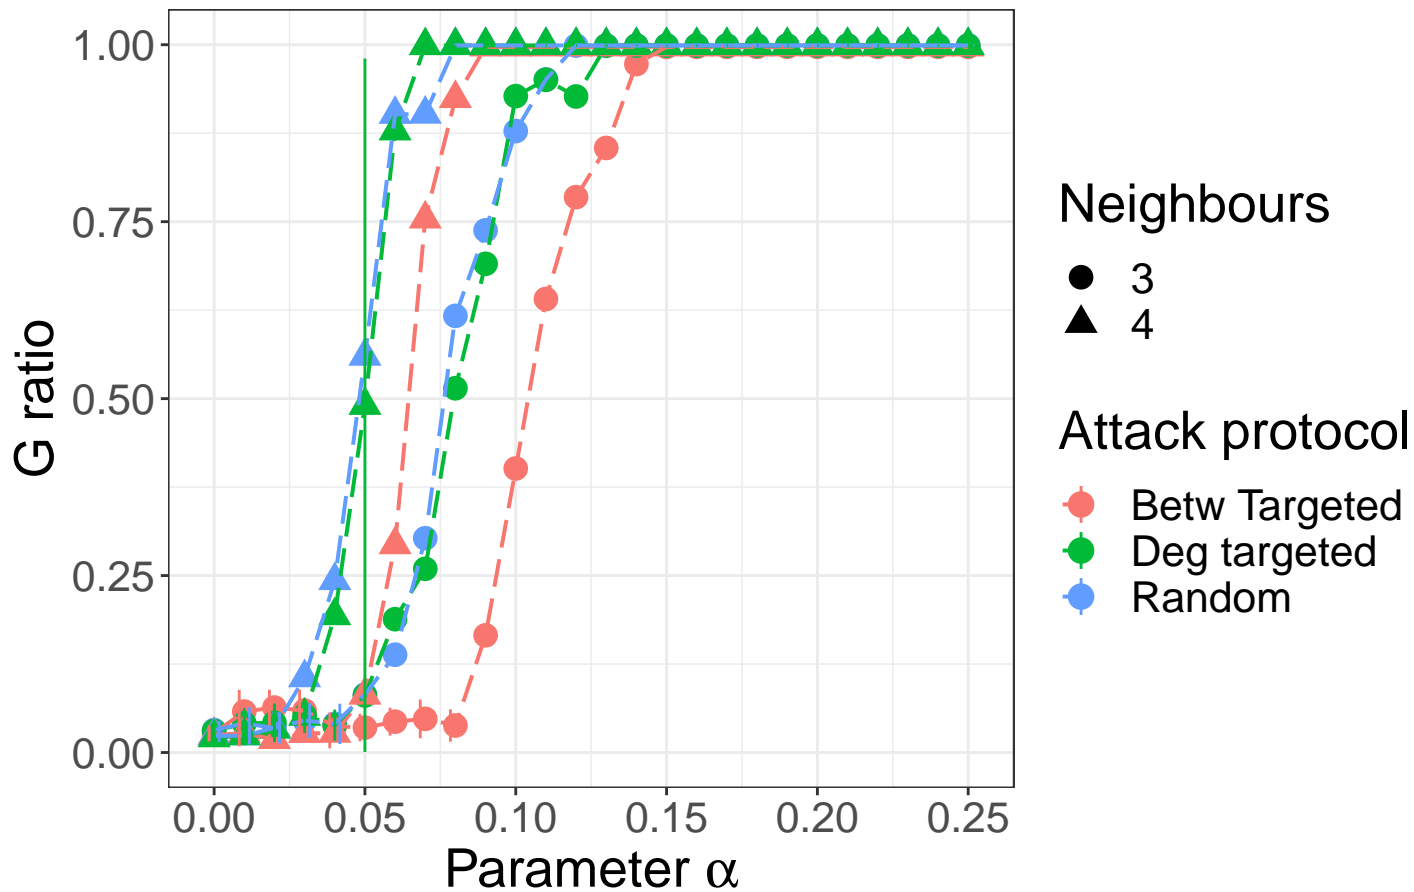 1.00
0.75
0.50
0.25
0.00
G ratio
0.00 0.05 0.10 0.15 0.20 0.25
Parameter α
Neighbours
3
4
Attack protocol
Betw Targeted
Deg targeted
Random